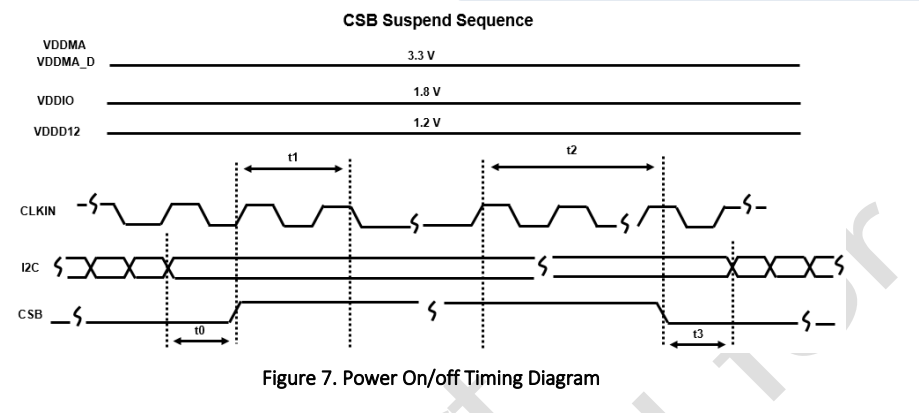 CSB Suspend Sequence
VDDMA
VDDMA_D
3.3 V
VDDIO
1.8 V
VDDD12
1.2 V
t1
t2
CLKIN
I2C
CSB
t0
t3
Figure 7. Power On/off Timing Diagram